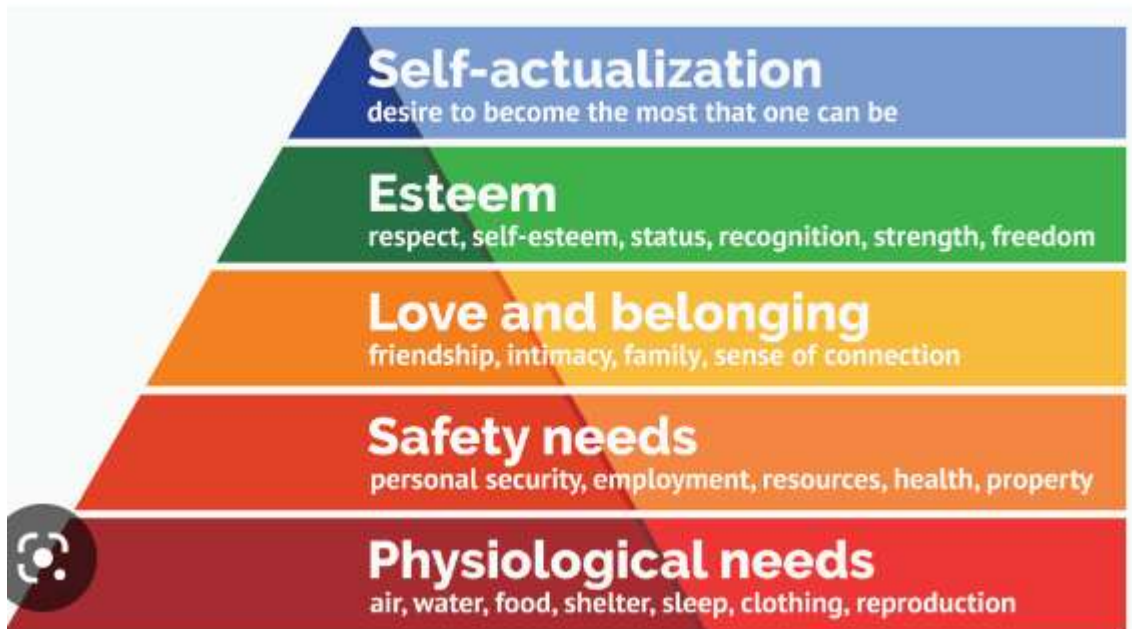 Self-actualization
desire to become the most that one can be
Esteem
respect, self-esteem, status, recognition, strength, freedom
Love and belonging
friendship, intimacy, family, sense of connection
Safety needs
personal security, employment, resources, health, property
Physiological needs
air, water, food, shelter, sleep, clothing, reproduction